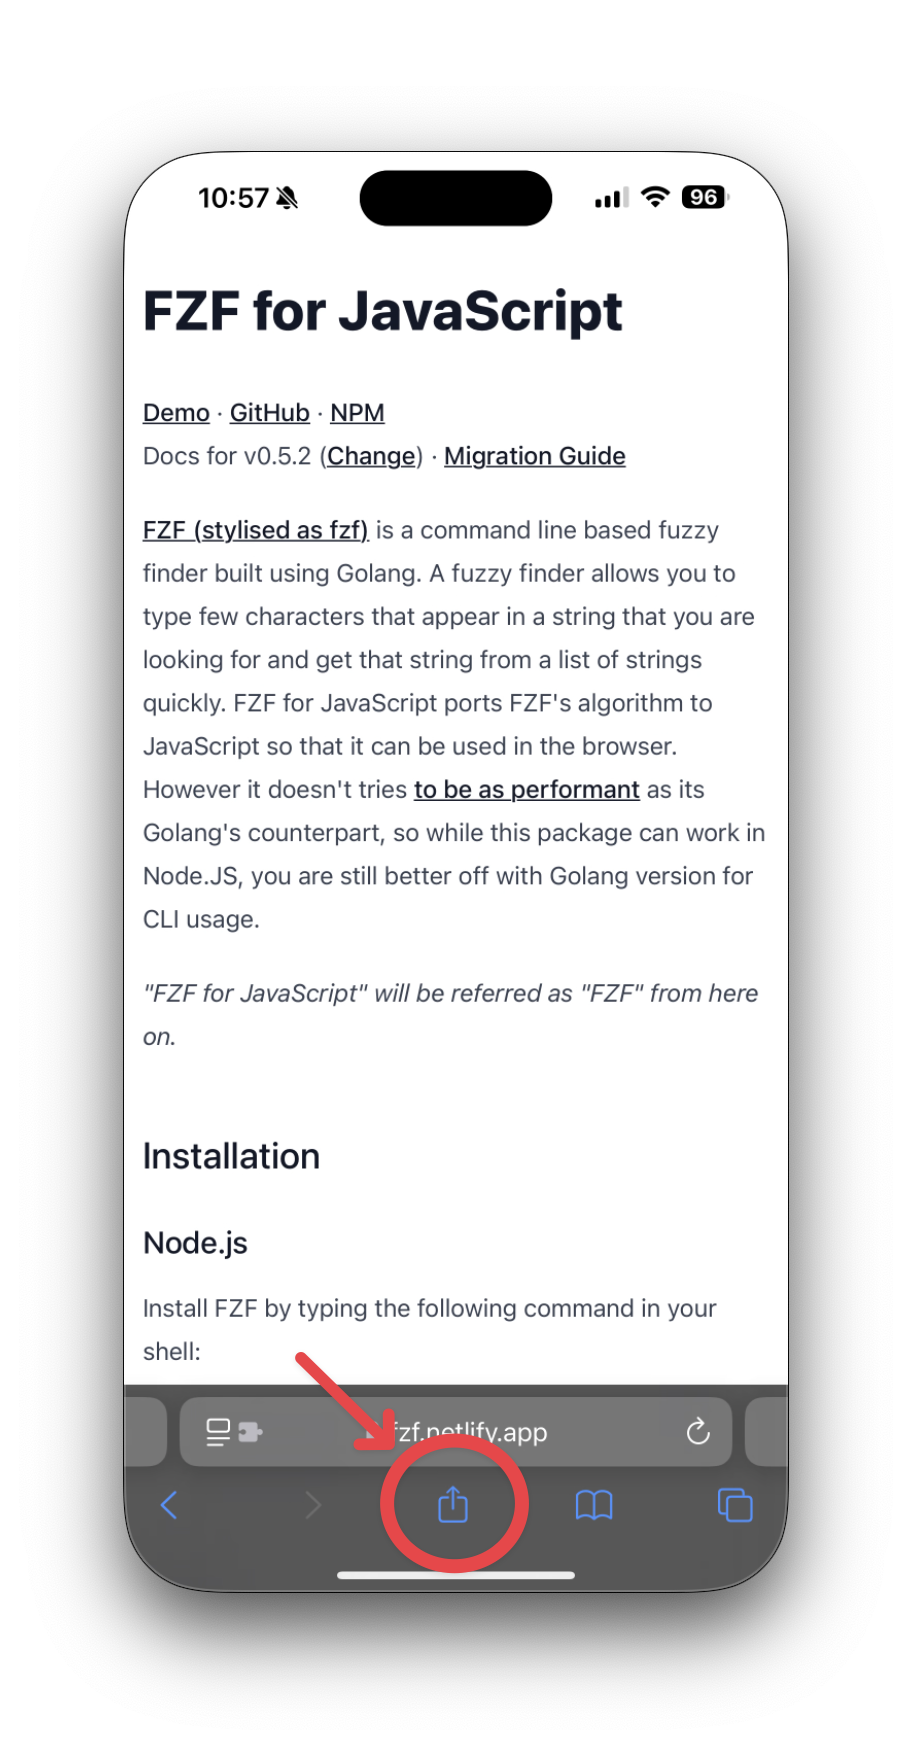 10:57
96
FZF for JavaScript
Demo · GitHub · NPM
Docs for v0.5.2 (Change) · Migration Guide
FZF (stylised as fzf) is a command line based fuzzy
finder built using Golang. A fuzzy finder allows you to
type few characters that appear in a string that you are
looking for and get that string from a list of strings
quickly. FZF for JavaScript ports FZF's algorithm to
JavaScript so that it can be used in the browser.
However it doesn't tries to be as performant as its
Golang's counterpart, so while this package can work in
Node.JS, you are still better off with Golang version for
CLI usage.
"FZF for JavaScript" will be referred as "FZF" from here
on.
Installation
Node.js
Install FZF by typing the following command in your
shell:
fzf.netlify.app